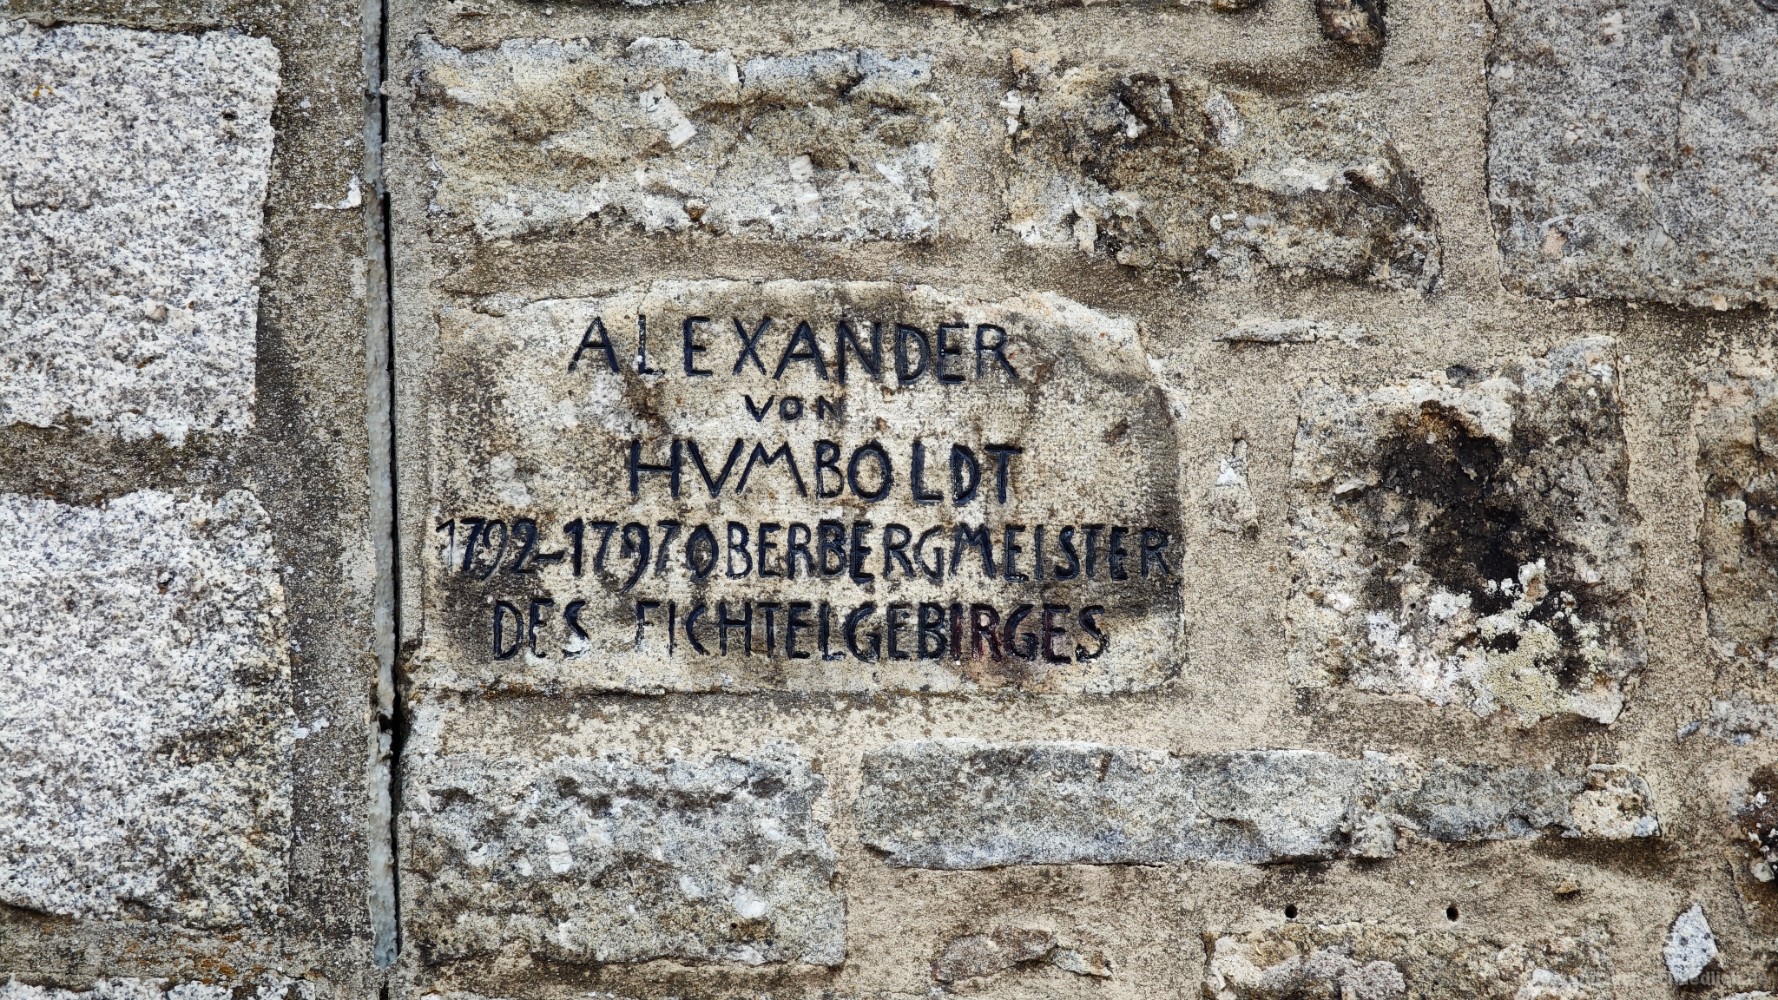 ALEXANDER
VON
HVMBOLDT
1792-1797 OBERBERGMEISTER
DES FICHTELGEBIRGES